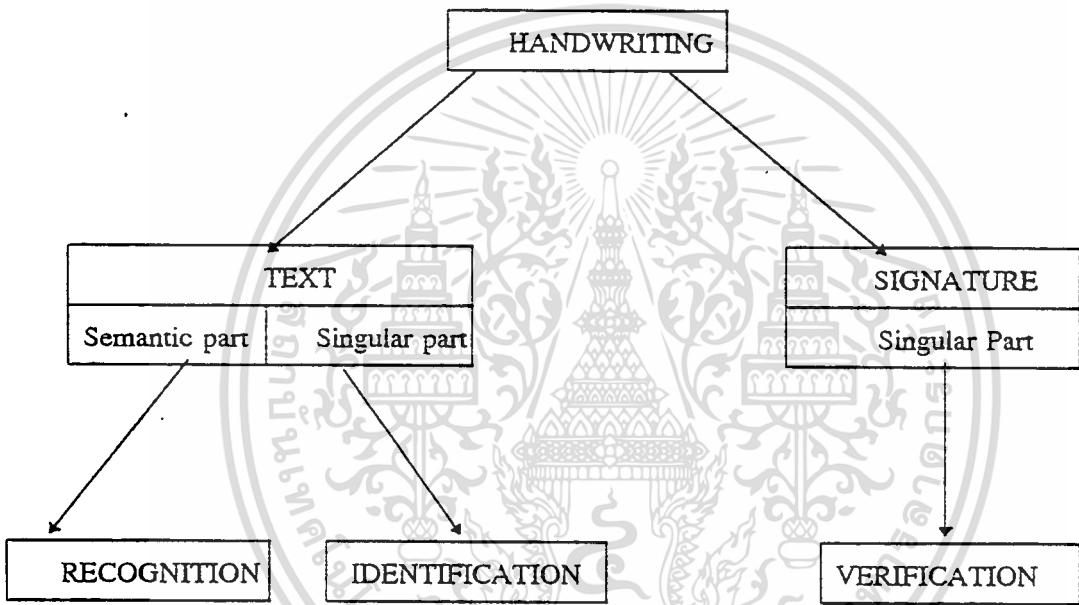 HANDWRITING
TEXT
SIGNATURE
Semantic part Singular part
Singular Part
RECOGNITION
IDENTIFICATION
VERIFICATION